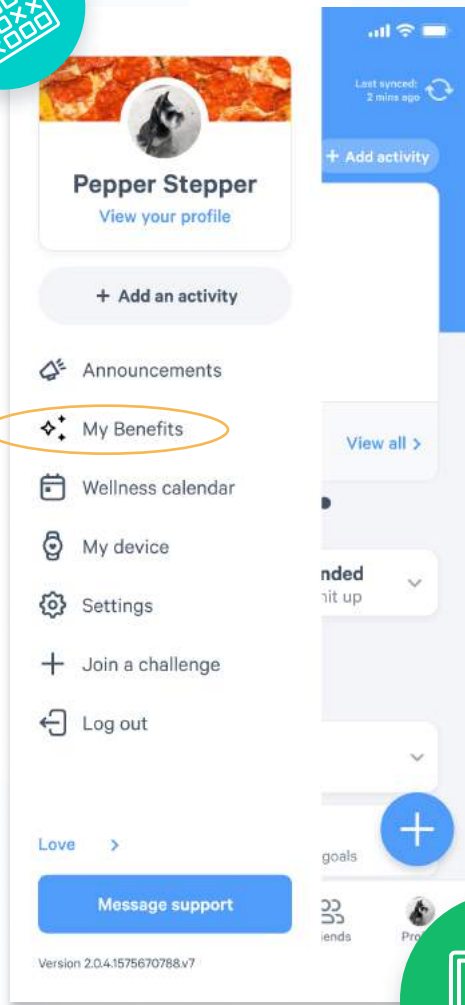 Last synced:
2 mins ago
+ Add activity
Pepper Stepper
View your profile
+ Add an activity
Announcements
My Benefits
View all >
Wellness calendar
My device
nded
hit up
Settings
Join a challenge
Log out
Love >
goals
Message support
iends
Pro
Version 2.0.4.1575670788.v7